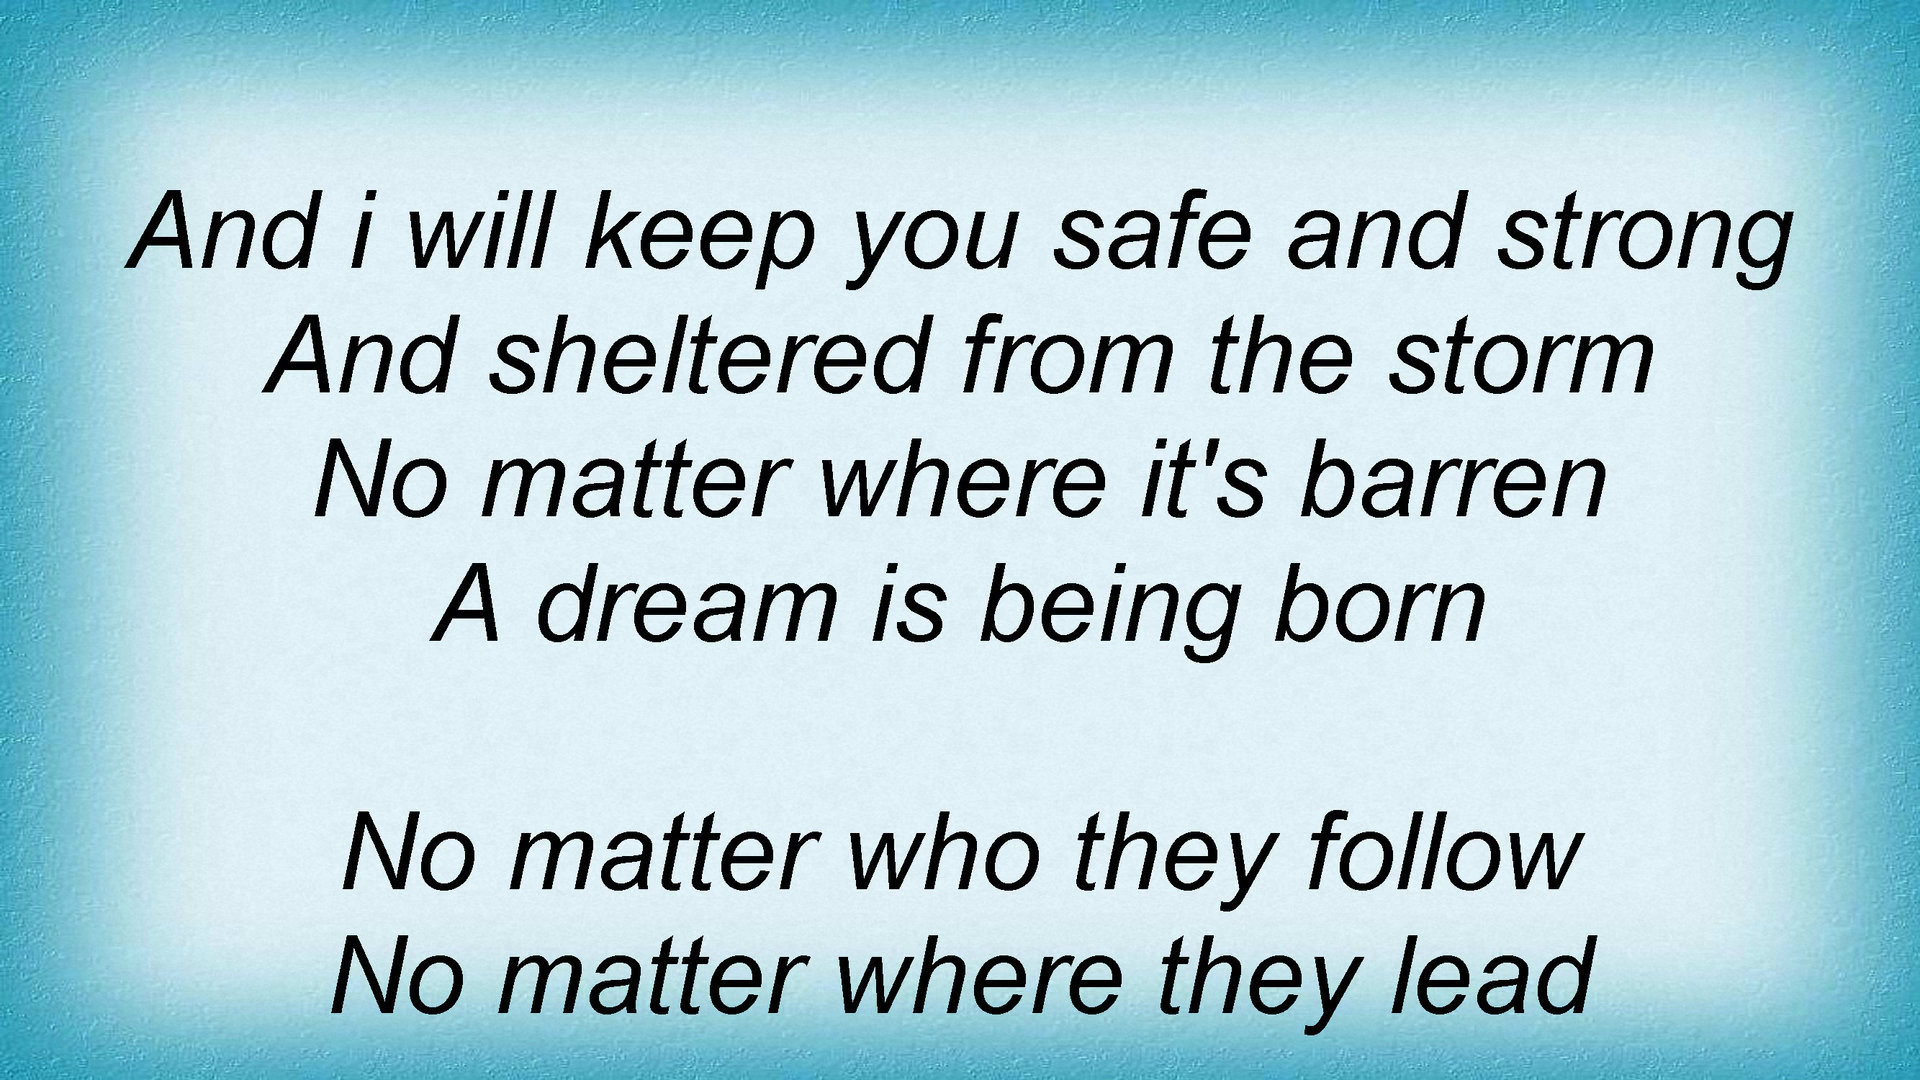 And i will keep you safe and strong
And sheltered from the storm
No matter where it's barren
A dream is being born
No matter who they follow
No matter where they lead